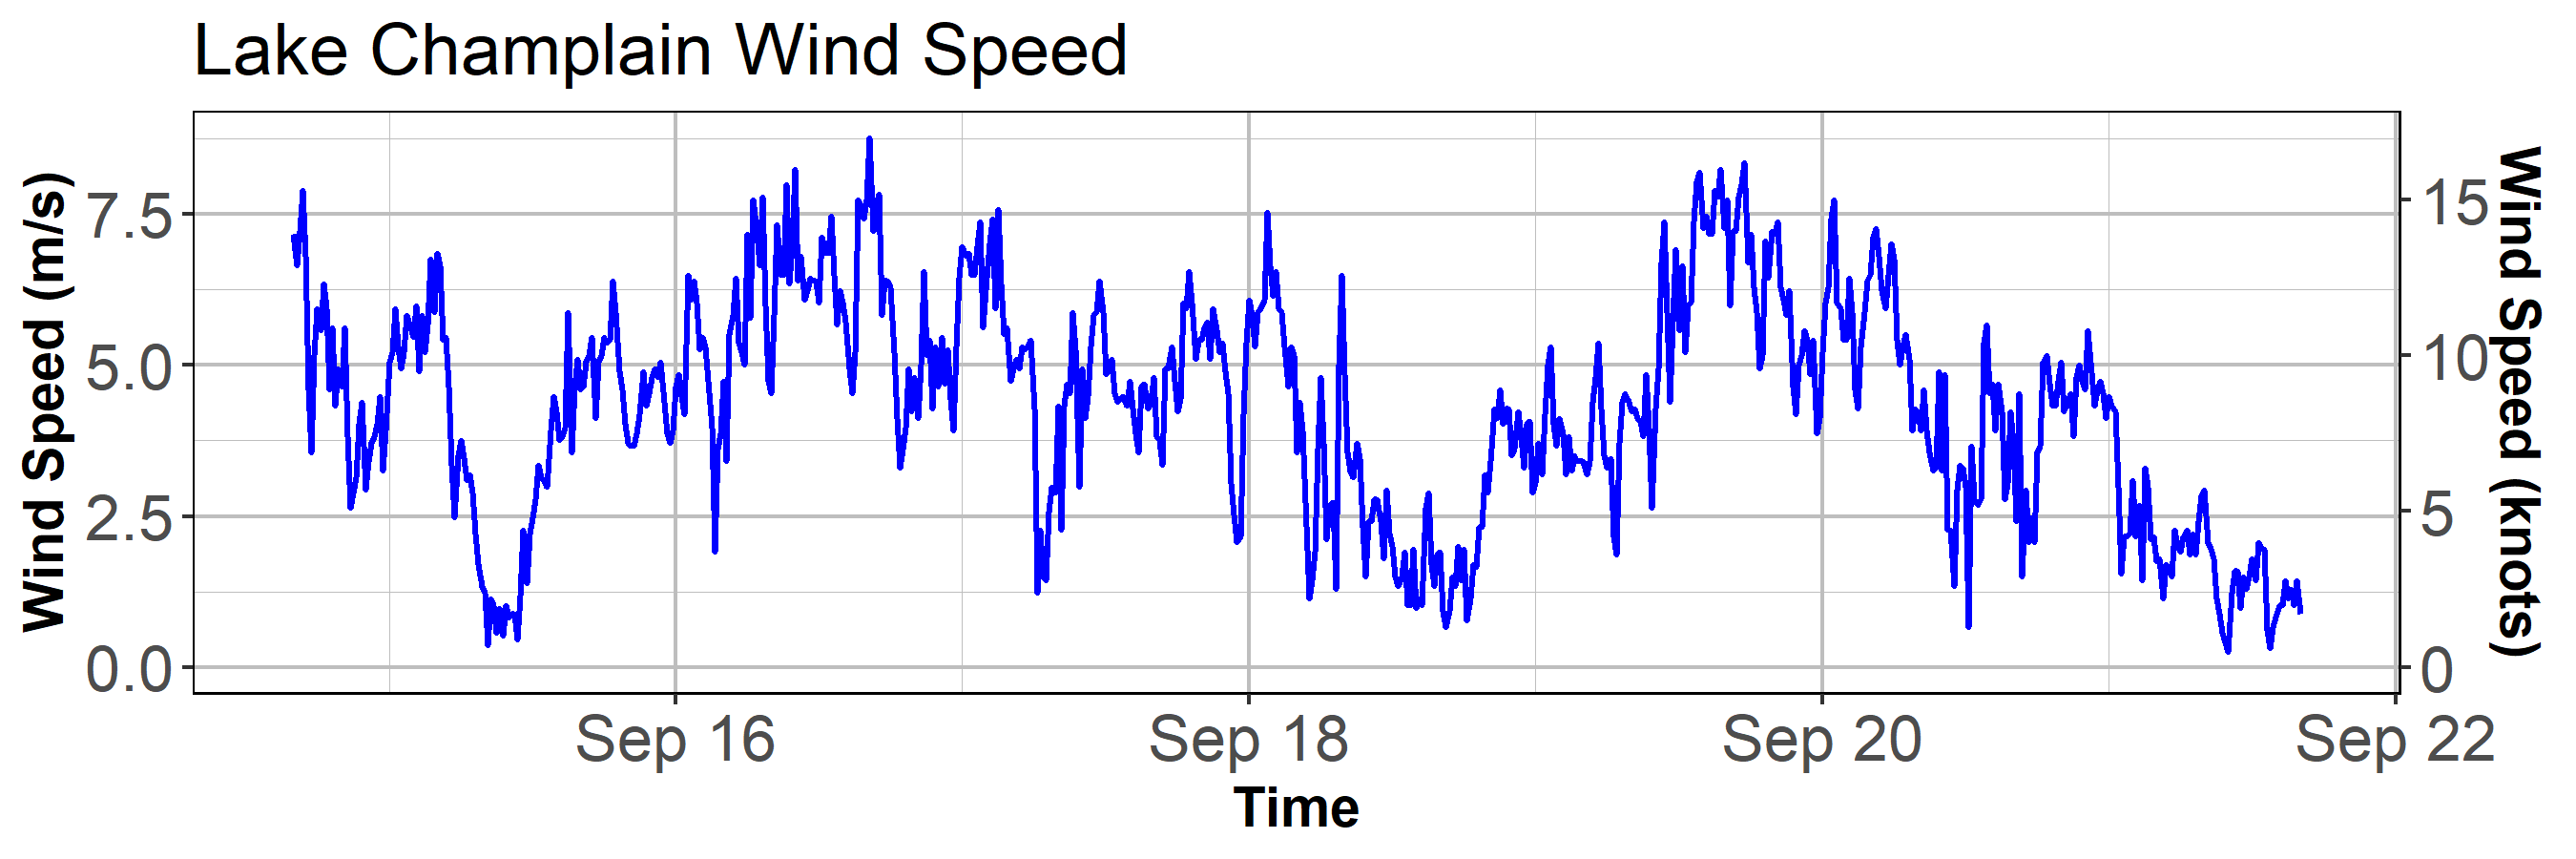 Lake Champlain Wind Speed
Wind Speed (m/s)
7.5
5.0
2.5
0.0
15
10
5
0
Wind Speed (knots)
Sep 16
Sep 18
Sep 20
Sep 22
Time